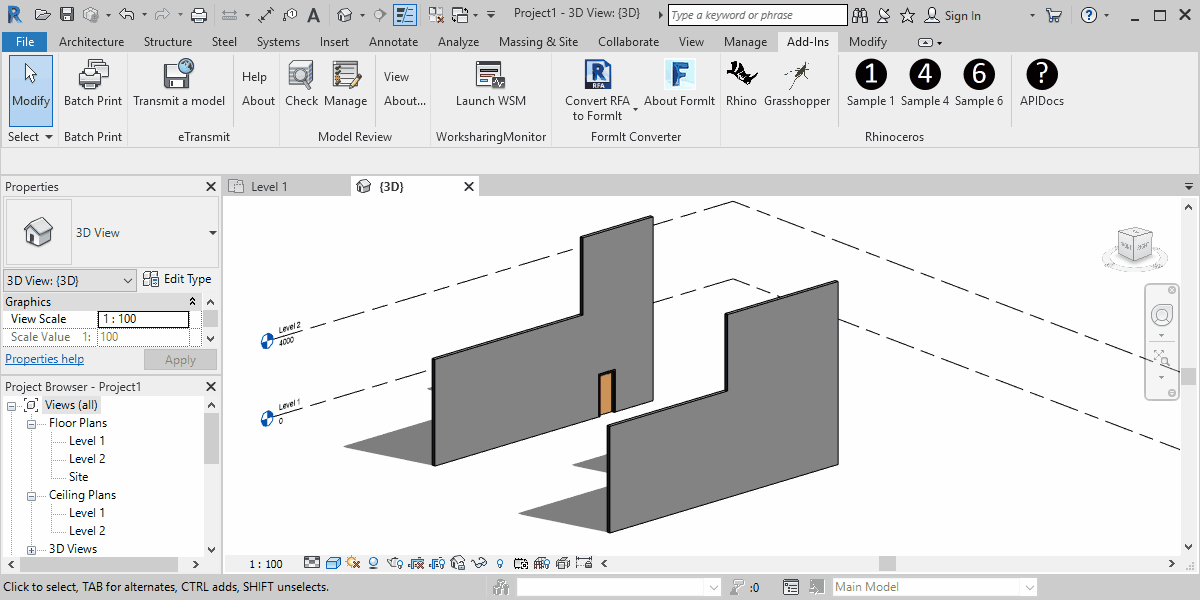 Project1 - 3D View: {3D}
Type a keyword or phrase
Sign In
File Architecture Structure Steel Systems Insert Annotate Analyze Massing & Site Collaborate View Manage Add-Ins Modify
Modify
Batch Print
Transmit a model
Help
About
Check
Manage
View
About...
Launch WSM
RFA
Convert RFA
to FormIt
About FormIt
Rhino
Grasshopper
1
Sample 1
4
Sample 4
6
Sample 6
?
APIDocs
Select
Batch Print
eTransmit
Model Review
WorksharingMonitor
FormIt Converter
Rhinoceros
Properties
Level 1
{3D}
3D View
3D View: {3D}
Edit Type
Graphics
View Scale 1 : 100
Scale Value 1: 100
Properties help
Apply
Project Browser - Project1
Views (all)
Floor Plans
Level 1
Level 2
Site
Ceiling Plans
Level 1
Level 2
3D Views
Level 2
4000
Level 1
0
1 : 100
Click to select, TAB for alternates, CTRL adds, SHIFT unselects.
:0
Main Model